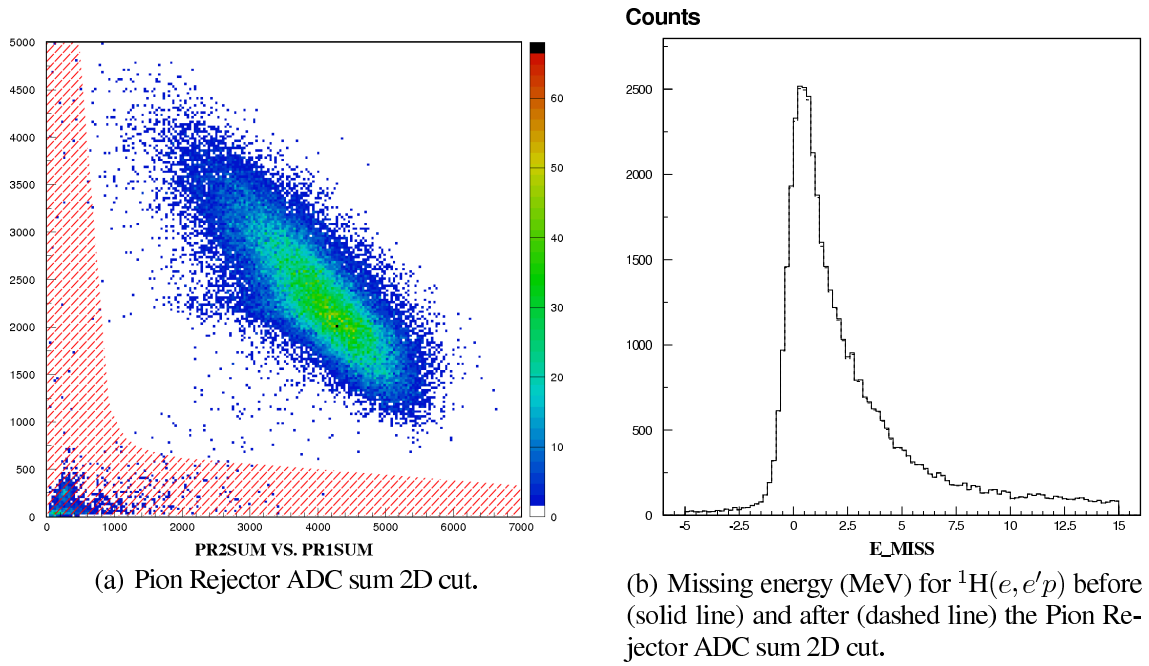 Counts
5000
4500
4000
3500
3000
2500
2000
1500
1000
500
0
0 1000 2000 3000 4000 5000 6000 7000
60
50
40
30
20
10
0
PR2SUM VS. PR1SUM
(a) Pion Rejector ADC sum 2D cut.
2500
2000
1500
1000
500
0
-5 -2.5 0 2.5 5 7.5 10 12.5 15
E_MISS
(b) Missing energy (MeV) for ¹H(e, e′p) before
(solid line) and after (dashed line) the Pion Re-
jector ADC sum 2D cut.